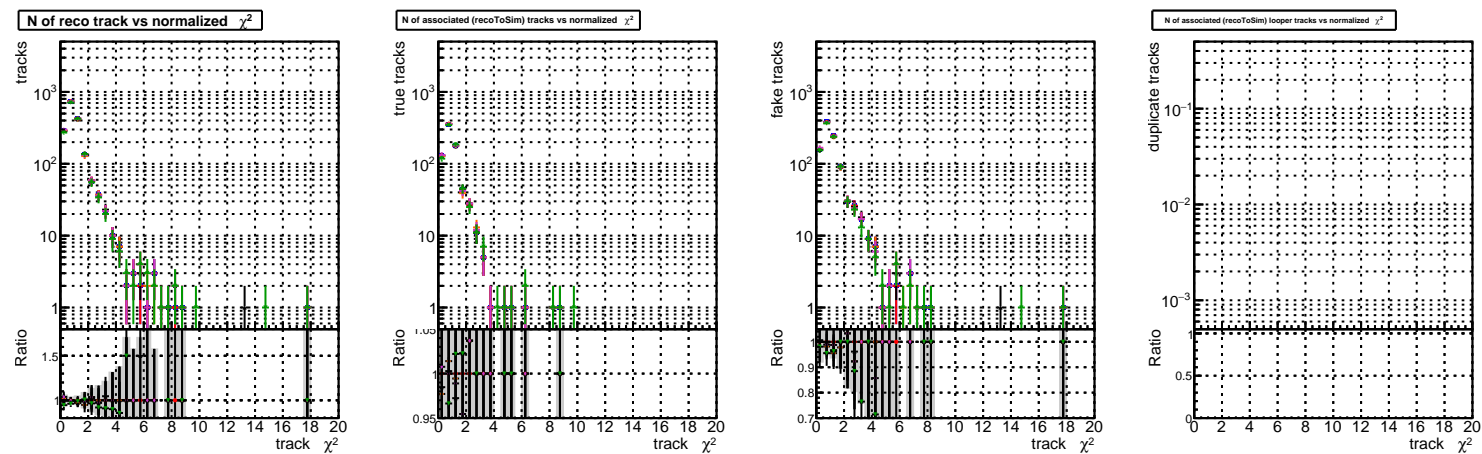 N of reco track vs normalized χ²
tracks
10³
10²
10
1
Ratio
1.5
1
0 2 4 6 8 10 12 14 16 18 20
track χ²
N of associated (recoToSim) tracks vs normalized χ²
true tracks
10³
10²
10
1
Ratio
1.05
1
0.95
0 2 4 6 8 10 12 14 16 18 20
track χ²
fake tracks
10³
10²
10
1
Ratio
1
0.9
0.8
0.7
0 2 4 6 8 10 12 14 16 18 20
track χ²
N of associated (recoToSim) looper tracks vs normalized χ²
duplicate tracks
10⁻¹
10⁻²
10⁻³
Ratio
1
0.5
0
0 2 4 6 8 10 12 14 16 18 20
track χ²